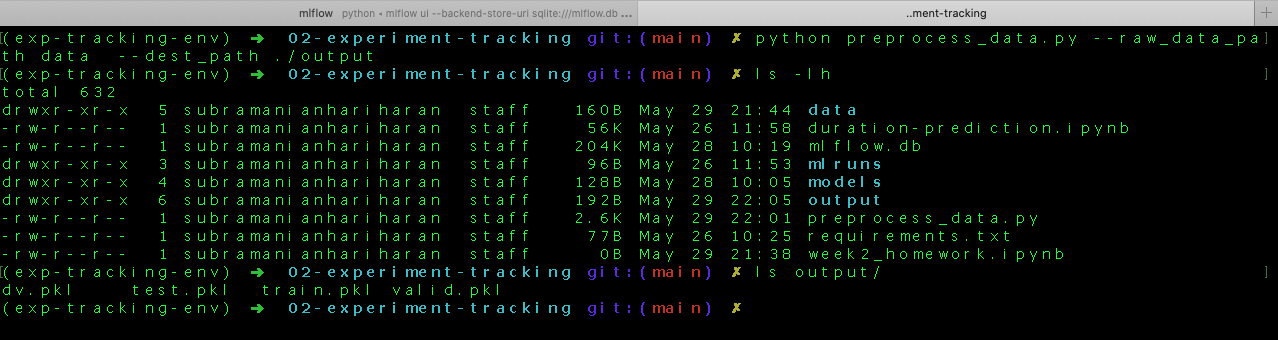 mlflow python • mlflow ui --backend-store-uri sqlite:///mlflow.db ...
..ment-tracking
+
(exp-tracking-env) ➜ 02-experiment-tracking git:(main) ✗ python preprocess_data.py --raw_data_pa
th data --dest_path ./output
(exp-tracking-env) ➜ 02-experiment-tracking git:(main) ✗ ls -lh
total 632
drwxr-xr-x 5 subramanianhariharan staff 160B May 29 21:44 data
-rw-r--r-- 1 subramanianhariharan staff 56K May 26 11:58 duration-prediction.ipynb
-rw-r--r-- 1 subramanianhariharan staff 204K May 28 10:19 mlflow.db
drwxr-xr-x 3 subramanianhariharan staff 96B May 26 11:53 mlruns
drwxr-xr-x 4 subramanianhariharan staff 128B May 28 10:05 models
drwxr-xr-x 6 subramanianhariharan staff 192B May 29 22:05 output
-rw-r--r-- 1 subramanianhariharan staff 2.6K May 29 22:01 preprocess_data.py
-rw-r--r-- 1 subramanianhariharan staff 77B May 26 10:25 requirements.txt
-rw-r--r-- 1 subramanianhariharan staff 0B May 29 21:38 week2_homework.ipynb
(exp-tracking-env) ➜ 02-experiment-tracking git:(main) ✗ ls output/
dv.pkl test.pkl train.pkl valid.pkl
(exp-tracking-env) ➜ 02-experiment-tracking git:(main) ✗